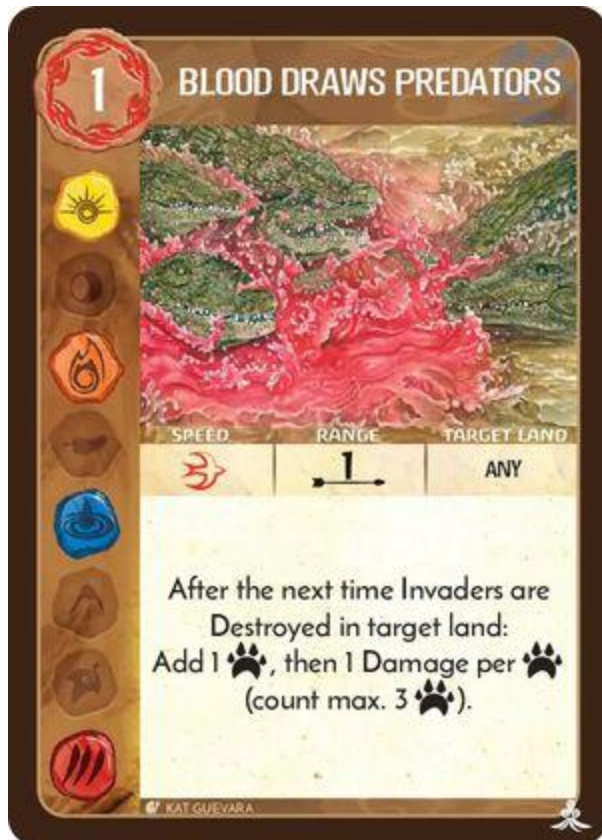 1
BLOOD DRAWS PREDATORS
SPEED RANGE TARGET LAND
1 ANY
After the next time Invaders are
Destroyed in target land:
Add 1 , then 1 Damage per
(count max. 3 ).
KAT GUEVARA